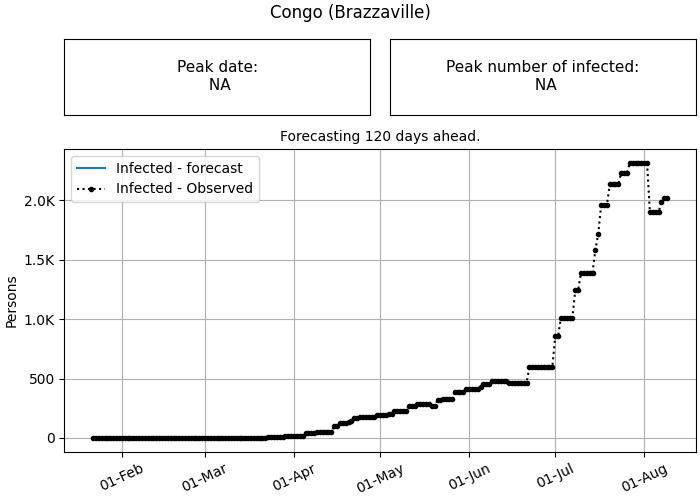 Congo (Brazzaville)
Peak date:
NA
Peak number of infected:
NA
Forecasting 120 days ahead.
Infected - forecast
Infected - Observed
Persons
2.0K
1.5K
1.0K
500
0
01-Feb
01-Mar
01-Apr
01-May
01-Jun
01-Jul
01-Aug